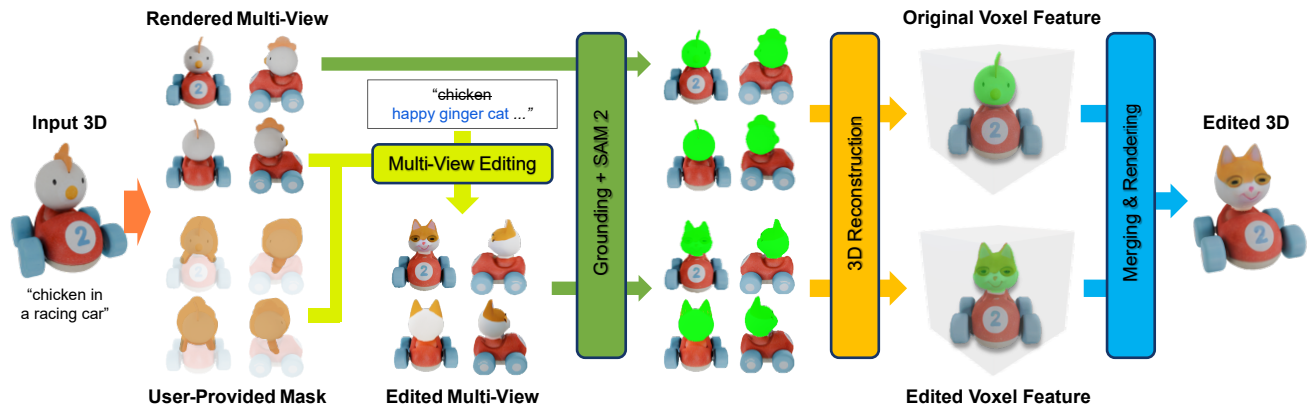 Rendered Multi-View
Input 3D
"chicken in
a racing car"
User-Provided Mask
"chicken
happy ginger cat ..."
Multi-View Editing
Edited Multi-View
Grounding + SAM 2
3D Reconstruction
Original Voxel Feature
Edited Voxel Feature
Merging & Rendering
Edited 3D
2
2
2
2
2
2
2
2